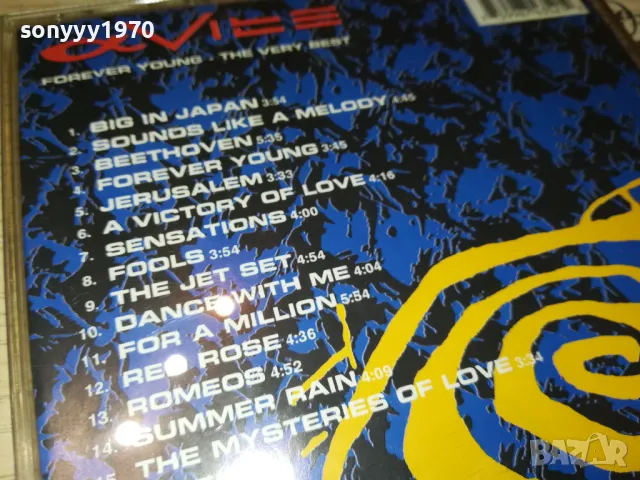 sonyyy1970
FOREVER YOUNG · THE VERY BEST
1. BIG IN JAPAN 3:54
2. SOUNDS LIKE A MELODY 4:45
3. BEETHOVEN 5:35
4. FOREVER YOUNG 3:45
5. JERUSALEM 3:33
6. A VICTORY OF LOVE 4:16
7. SENSATIONS 4:00
8. FOOLS 3:54
9. THE JET SET 4:54
10. DANCE WITH ME 4:04
11. FOR A MILLION 5:54
12. RED ROSE 4:36
13. ROMEOS 4:52
14. SUMMER RAIN 4:09
15. THE MYSTERIES OF LOVE 3:34
BAZAR
bazar.bg